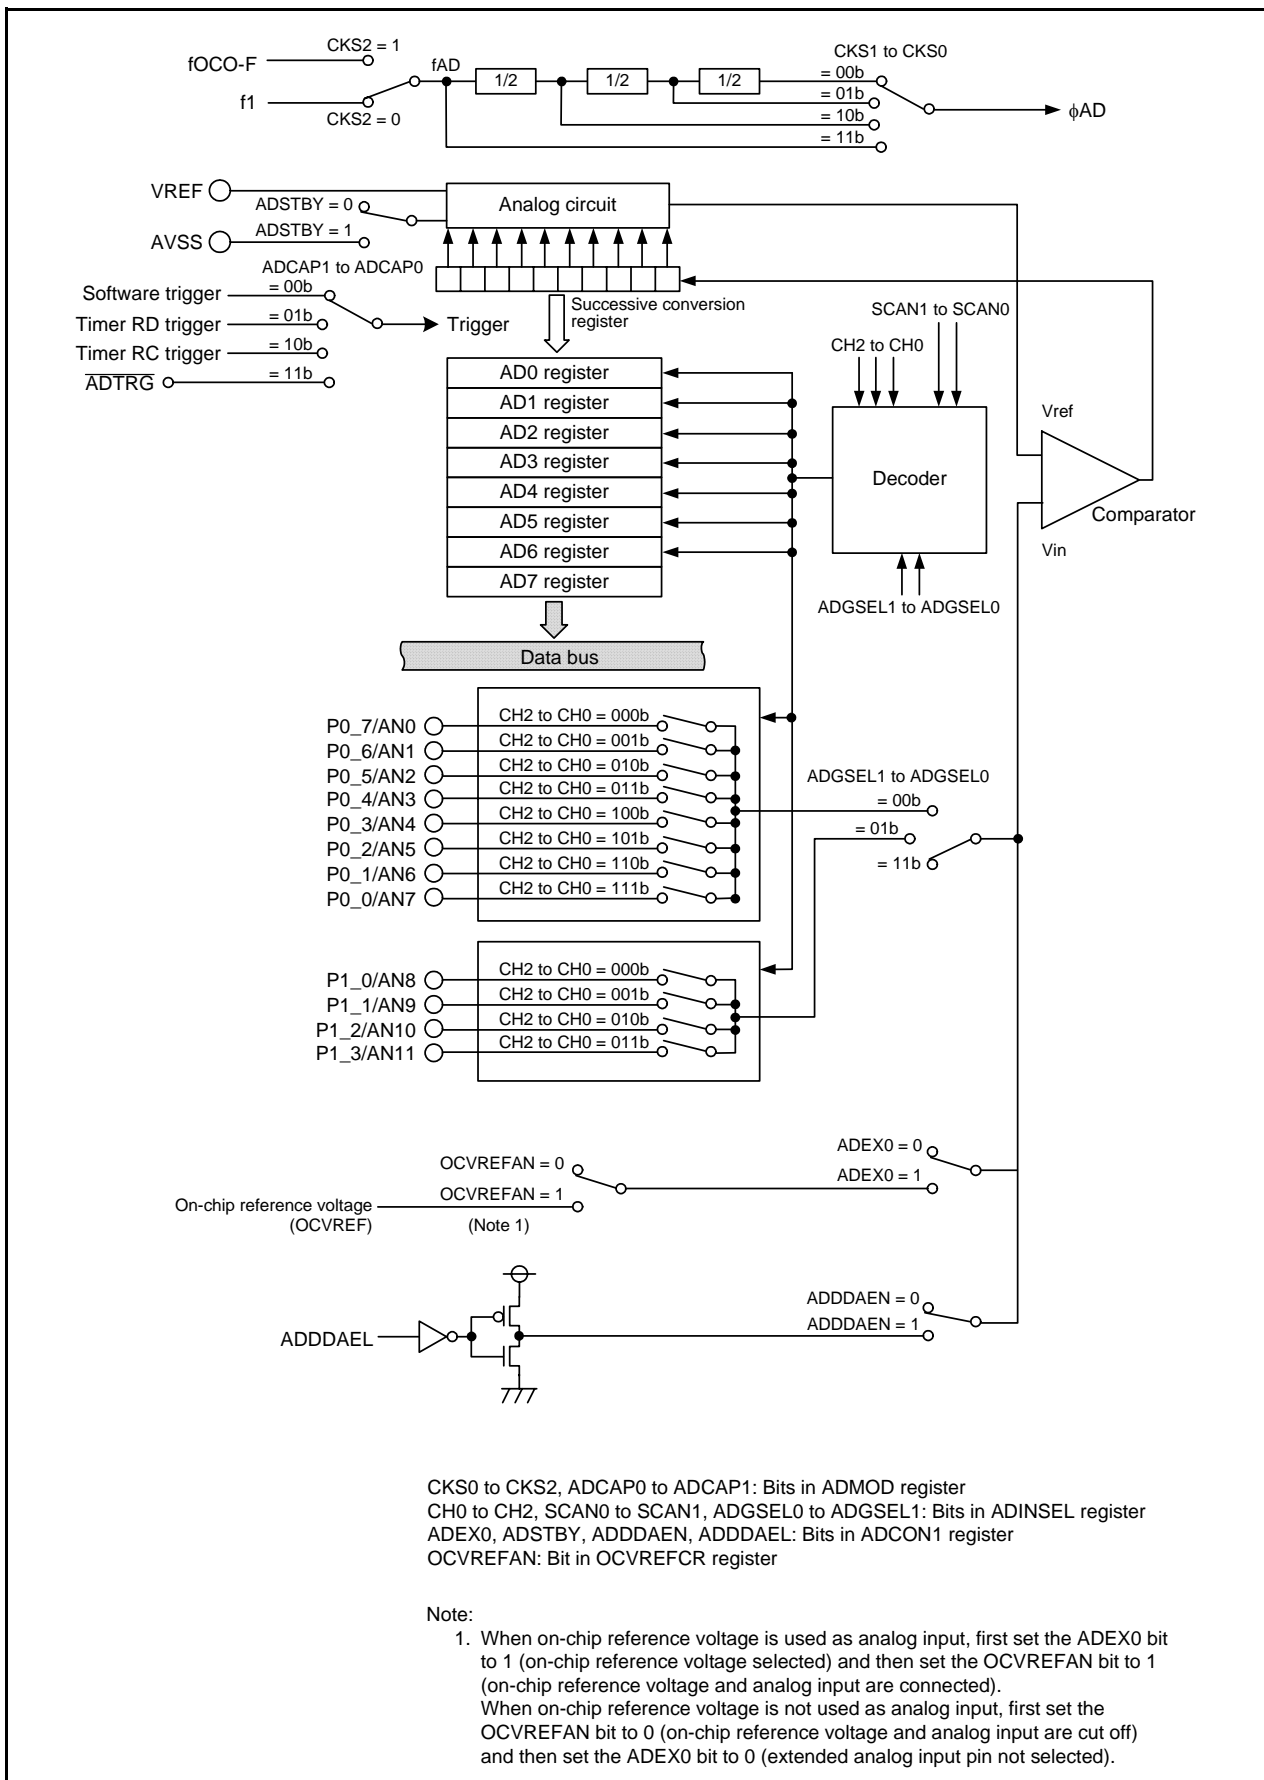 CKS2 = 1
fOCO-F
f1
CKS2 = 0
fAD
1/2
1/2
1/2
CKS1 to CKS0
= 00b
= 01b
= 10b
= 11b
ϕAD
VREF
AVSS
ADSTBY = 0
ADSTBY = 1
Analog circuit
ADCAP1 to ADCAP0
Software trigger
= 00b
Timer RD trigger
= 01b
Timer RC trigger
= 10b
ADTRG
= 11b
Trigger
Successive conversion
register
SCAN1 to SCAN0
CH2 to CH0
AD0 register
AD1 register
AD2 register
AD3 register
AD4 register
AD5 register
AD6 register
AD7 register
Decoder
Vref
Comparator
Vin
ADGSEL1 to ADGSEL0
Data bus
P0_7/AN0
CH2 to CH0 = 000b
P0_6/AN1
CH2 to CH0 = 001b
P0_5/AN2
CH2 to CH0 = 010b
P0_4/AN3
CH2 to CH0 = 011b
P0_3/AN4
CH2 to CH0 = 100b
P0_2/AN5
CH2 to CH0 = 101b
P0_1/AN6
CH2 to CH0 = 110b
P0_0/AN7
CH2 to CH0 = 111b
ADGSEL1 to ADGSEL0
= 00b
= 01b
= 11b
P1_0/AN8
CH2 to CH0 = 000b
P1_1/AN9
CH2 to CH0 = 001b
P1_2/AN10
CH2 to CH0 = 010b
P1_3/AN11
CH2 to CH0 = 011b
OCVREFAN = 0
OCVREFAN = 1
On-chip reference voltage
(OCVREF)
(Note 1)
ADEX0 = 0
ADEX0 = 1
ADDDAEL
ADDDAEN = 0
ADDDAEN = 1
CKS0 to CKS2, ADCAP0 to ADCAP1: Bits in ADMOD register
CH0 to CH2, SCAN0 to SCAN1, ADGSEL0 to ADGSEL1: Bits in ADINSEL register
ADEX0, ADSTBY, ADDDAEN, ADDDAEL: Bits in ADCON1 register
OCVREFAN: Bit in OCVREFCR register
Note:
1. When on-chip reference voltage is used as analog input, first set the ADEX0 bit
to 1 (on-chip reference voltage selected) and then set the OCVREFAN bit to 1
(on-chip reference voltage and analog input are connected).
When on-chip reference voltage is not used as analog input, first set the
OCVREFAN bit to 0 (on-chip reference voltage and analog input are cut off)
and then set the ADEX0 bit to 0 (extended analog input pin not selected).